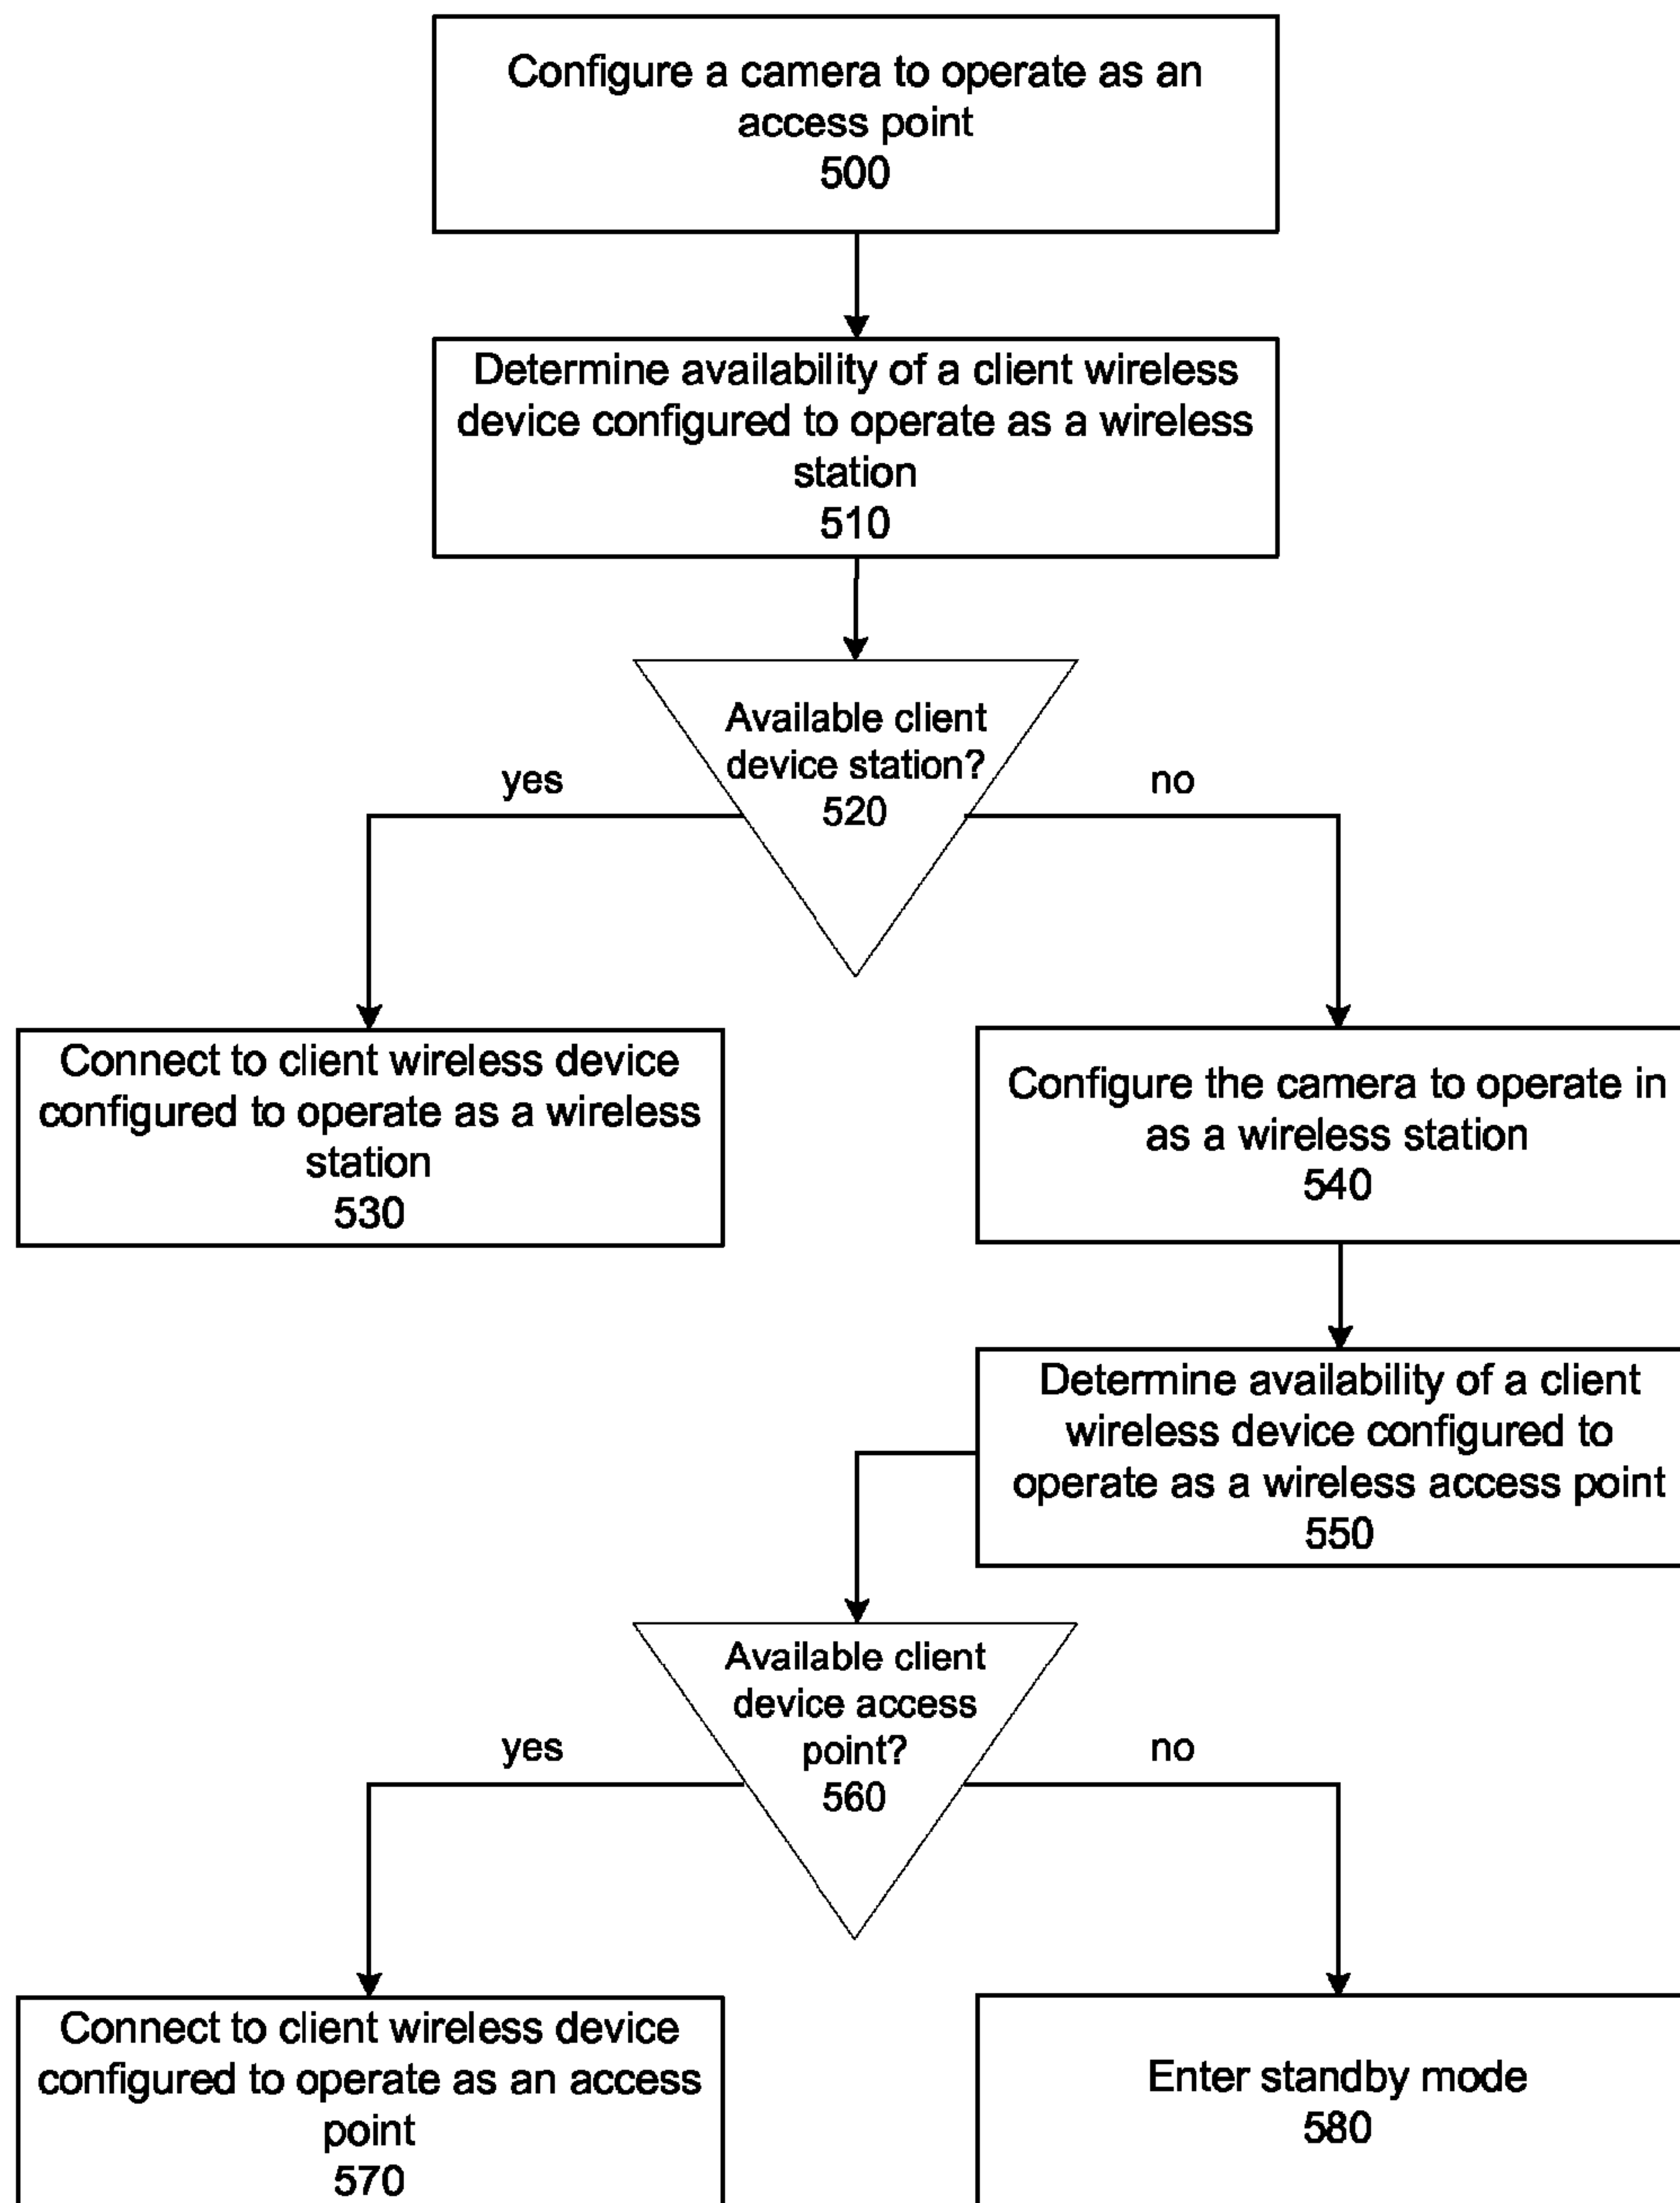 Configure a camera to operate as an
access point
500
Determine availability of a client wireless
device configured to operate as a wireless
station
510
Available client
device station?
520
yes
no
Connect to client wireless device
configured to operate as a wireless
station
530
Configure the camera to operate in
as a wireless station
540
Determine availability of a client
wireless device configured to
operate as a wireless access point
550
Available client
device access
point?
560
yes
no
Connect to client wireless device
configured to operate as an access
point
570
Enter standby mode
580